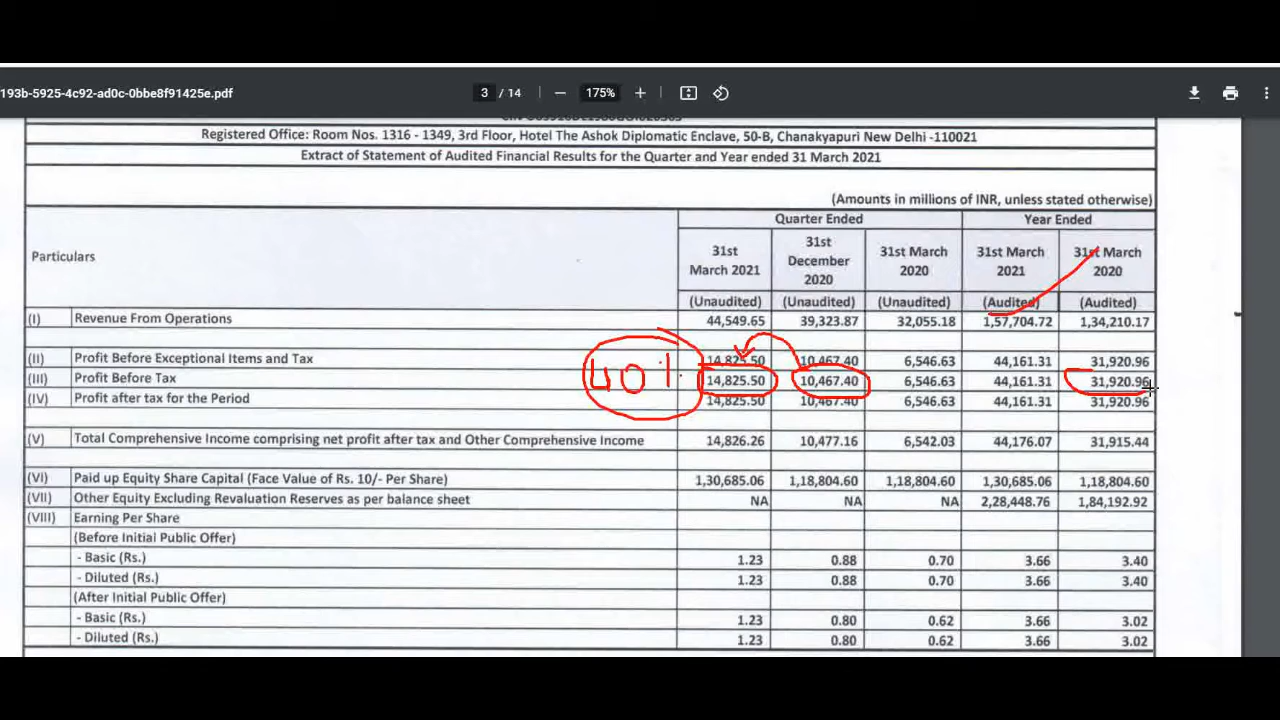 193b-5925-4c92-ad0c-0bbe8f91425e.pdf 3 / 14 175%
Registered Office: Room Nos. 1316 - 1349, 3rd Floor, Hotel The Ashok Diplomatic Enclave, 50-B, Chanakyapuri New Delhi -110021
Extract of Statement of Audited Financial Results for the Quarter and Year ended 31 March 2021
(Amounts in millions of INR, unless stated otherwise)
Particulars Quarter Ended Year Ended
31st March 2021 31st December 2020 31st March 2020 31st March 2021 31st March 2020
(Unaudited) (Unaudited) (Unaudited) (Audited) (Audited)
(I) Revenue From Operations 44,549.65 39,323.87 32,055.18 1,57,704.72 1,34,210.17
(II) Profit Before Exceptional Items and Tax 14,825.50 10,467.40 6,546.63 44,161.31 31,920.96
40%
(III) Profit Before Tax 14,825.50 10,467.40 6,546.63 44,161.31 31,920.96
(IV) Profit after tax for the Period 14,825.50 10,467.40 6,546.63 44,161.31 31,920.96
(V) Total Comprehensive Income comprising net profit after tax and Other Comprehensive Income 14,826.26 10,477.16 6,542.03 44,176.07 31,915.44
(VI) Paid up Equity Share Capital (Face Value of Rs. 10/- Per Share) 1,30,685.06 1,18,804.60 1,18,804.60 1,30,685.06 1,18,804.60
(VII) Other Equity Excluding Revaluation Reserves as per balance sheet NA NA NA 2,28,448.76 1,84,192.92
(VIII) Earning Per Share
(Before Initial Public Offer)
- Basic (Rs.) 1.23 0.88 0.70 3.66 3.40
- Diluted (Rs.) 1.23 0.88 0.70 3.66 3.40
(After Initial Public Offer)
- Basic (Rs.) 1.23 0.80 0.62 3.66 3.02
- Diluted (Rs.) 1.23 0.80 0.62 3.66 3.02